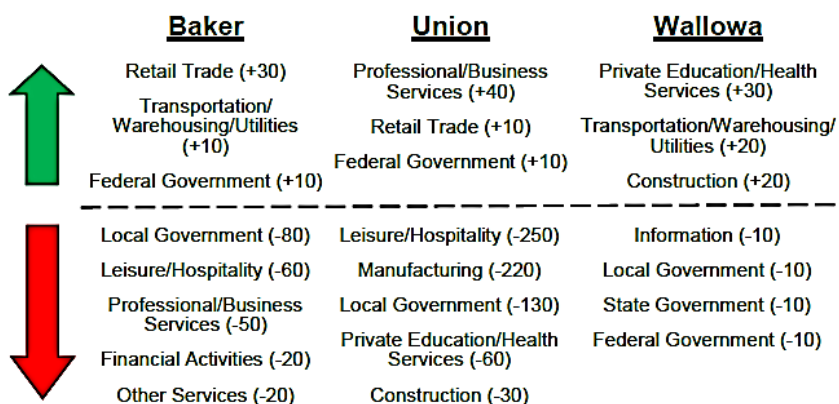 Baker
Retail Trade (+30)
Transportation/
Warehousing/Utilities
(+10)
Federal Government (+10)
Local Government (-80)
Leisure/Hospitality (-60)
Professional/Business
Services (-50)
Financial Activities (-20)
Other Services (-20)
Union
Professional/Business
Services (+40)
Retail Trade (+10)
Federal Government (+10)
Leisure/Hospitality (-250)
Manufacturing (-220)
Local Government (-130)
Private Education/Health
Services (-60)
Construction (-30)
Wallowa
Private Education/Health
Services (+30)
Transportation/Warehousing/
Utilities (+20)
Construction (+20)
Information (-10)
Local Government (-10)
State Government (-10)
Federal Government (-10)